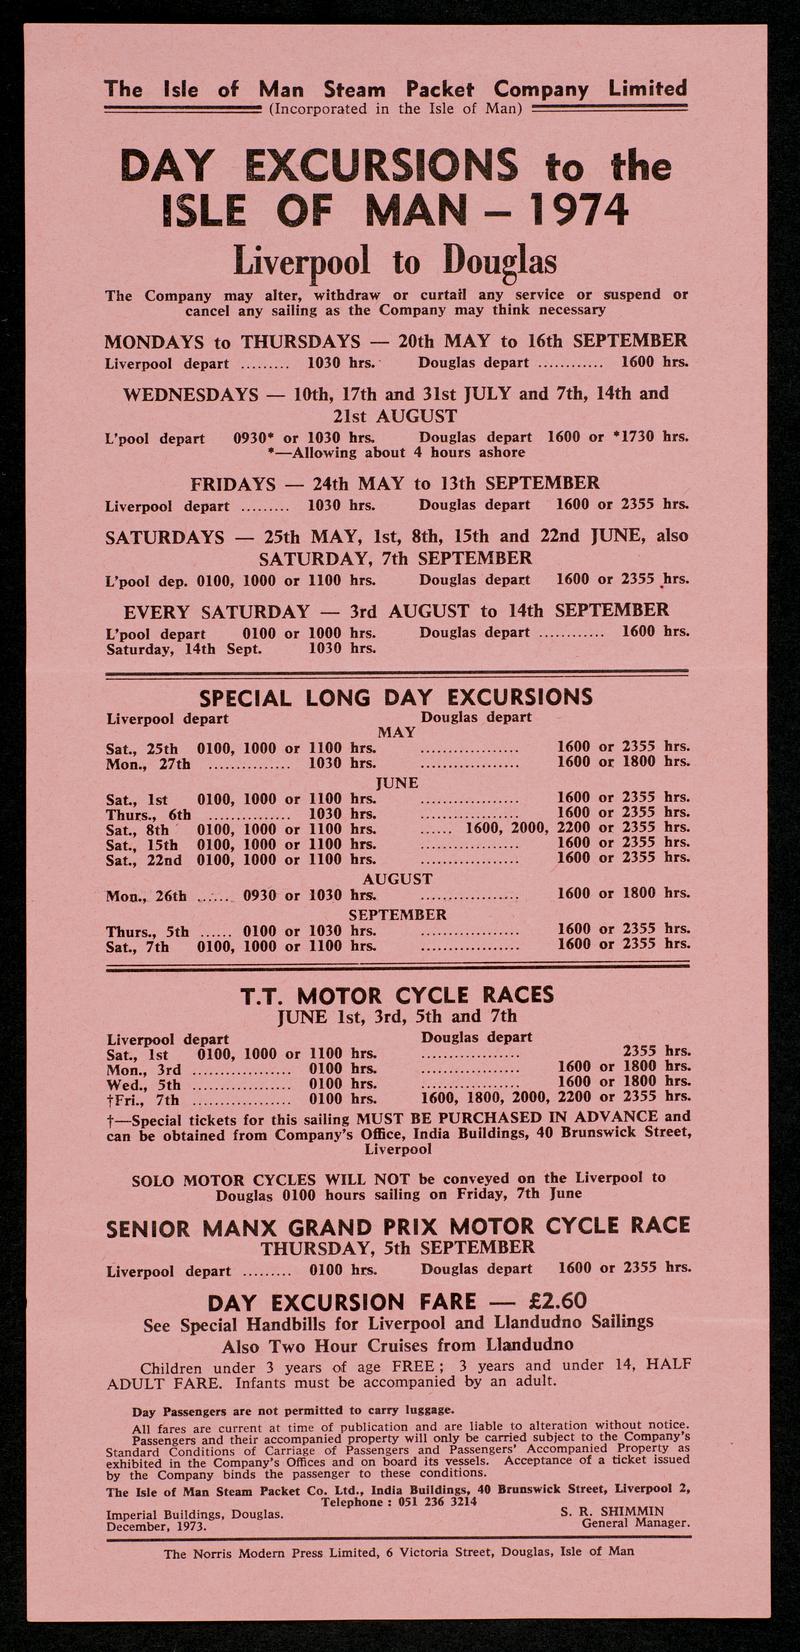 The Isle of Man Steam Packet Company Limited
(Incorporated in the Isle of Man)
DAY EXCURSIONS to the
ISLE OF MAN – 1974
Liverpool to Douglas
The Company may alter, withdraw or curtail any service or suspend or
cancel any sailing as the Company may think necessary
MONDAYS to THURSDAYS — 20th MAY to 16th SEPTEMBER
Liverpool depart ......... 1030 hrs. Douglas depart ............ 1600 hrs.
WEDNESDAYS — 10th, 17th and 31st JULY and 7th, 14th and
21st AUGUST
L'pool depart 0930* or 1030 hrs. Douglas depart 1600 or *1730 hrs.
*—Allowing about 4 hours ashore
FRIDAYS — 24th MAY to 13th SEPTEMBER
Liverpool depart ......... 1030 hrs. Douglas depart 1600 or 2355 hrs.
SATURDAYS — 25th MAY, 1st, 8th, 15th and 22nd JUNE, also
SATURDAY, 7th SEPTEMBER
L'pool dep. 0100, 1000 or 1100 hrs. Douglas depart 1600 or 2355 hrs.
EVERY SATURDAY — 3rd AUGUST to 14th SEPTEMBER
L'pool depart 0100 or 1000 hrs. Douglas depart ............ 1600 hrs.
Saturday, 14th Sept. 1030 hrs.
SPECIAL LONG DAY EXCURSIONS
Liverpool depart Douglas depart
MAY
Sat., 25th 0100, 1000 or 1100 hrs. .................. 1600 or 2355 hrs.
Mon., 27th ............... 1030 hrs. .................. 1600 or 1800 hrs.
JUNE
Sat., 1st 0100, 1000 or 1100 hrs. .................. 1600 or 2355 hrs.
Thurs., 6th ............... 1030 hrs. .................. 1600 or 2355 hrs.
Sat., 8th 0100, 1000 or 1100 hrs. ...... 1600, 2000, 2200 or 2355 hrs.
Sat., 15th 0100, 1000 or 1100 hrs. .................. 1600 or 2355 hrs.
Sat., 22nd 0100, 1000 or 1100 hrs. .................. 1600 or 2355 hrs.
AUGUST
Mon., 26th ....... 0930 or 1030 hrs. .................. 1600 or 1800 hrs.
SEPTEMBER
Thurs., 5th ...... 0100 or 1030 hrs. .................. 1600 or 2355 hrs.
Sat., 7th 0100, 1000 or 1100 hrs. .................. 1600 or 2355 hrs.
T.T. MOTOR CYCLE RACES
JUNE 1st, 3rd, 5th and 7th
Liverpool depart Douglas depart
Sat., 1st 0100, 1000 or 1100 hrs. .................. 2355 hrs.
Mon., 3rd .................. 0100 hrs. .................. 1600 or 1800 hrs.
Wed., 5th .................. 0100 hrs. .................. 1600 or 1800 hrs.
†Fri., 7th .................. 0100 hrs. 1600, 1800, 2000, 2200 or 2355 hrs.
†—Special tickets for this sailing MUST BE PURCHASED IN ADVANCE and
can be obtained from Company's Office, India Buildings, 40 Brunswick Street,
Liverpool
SOLO MOTOR CYCLES WILL NOT be conveyed on the Liverpool to
Douglas 0100 hours sailing on Friday, 7th June
SENIOR MANX GRAND PRIX MOTOR CYCLE RACE
THURSDAY, 5th SEPTEMBER
Liverpool depart ......... 0100 hrs. Douglas depart 1600 or 2355 hrs.
DAY EXCURSION FARE — £2.60
See Special Handbills for Liverpool and Llandudno Sailings
Also Two Hour Cruises from Llandudno
Children under 3 years of age FREE; 3 years and under 14, HALF
ADULT FARE. Infants must be accompanied by an adult.
Day Passengers are not permitted to carry luggage.
All fares are current at time of publication and are liable to alteration without notice.
Passengers and their accompanied property will only be carried subject to the Company's
Standard Conditions of Carriage of Passengers and Passengers' Accompanied Property as
exhibited in the Company's Offices and on board its vessels. Acceptance of a ticket issued
by the Company binds the passenger to these conditions.
The Isle of Man Steam Packet Co. Ltd., India Buildings, 40 Brunswick Street, Liverpool 2,
Telephone : 051 236 3214
Imperial Buildings, Douglas. S. R. SHIMMIN
December, 1973. General Manager.
The Norris Modern Press Limited, 6 Victoria Street, Douglas, Isle of Man